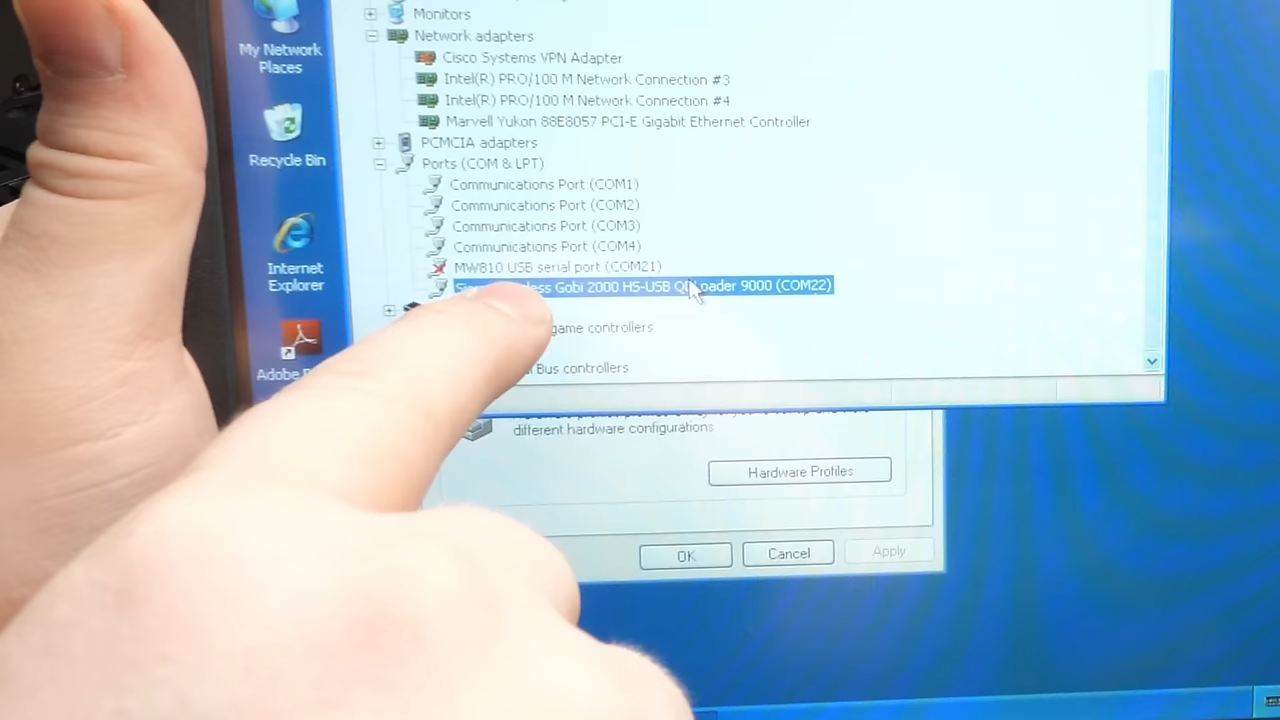 My Network
Places
Recycle Bin
Internet
Explorer
Adobe
Monitors
Network adapters
Cisco Systems VPN Adapter
Intel(R) PRO/100 M Network Connection #3
Intel(R) PRO/100 M Network Connection #4
Marvell Yukon 88E8057 PCI-E Gigabit Ethernet Controller
PCMCIA adapters
Ports (COM & LPT)
Communications Port (COM1)
Communications Port (COM2)
Communications Port (COM3)
Communications Port (COM4)
MW810 USB serial port (COM21)
Gobi 2000 HS-USB 9000 (COM22)
game controllers
Bus controllers
different hardware configurations
Hardware Profiles
OK
Cancel
Apply